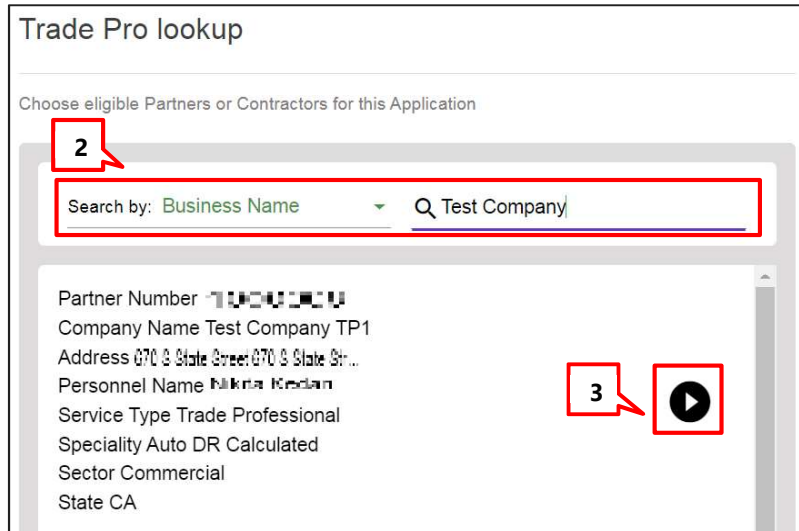 Trade Pro lookup
Choose eligible Partners or Contractors for this Application
2
Search by: Business Name Test Company
Partner Number
Company Name Test Company TP1
Address
Personnel Name
3
Service Type Trade Professional
Speciality Auto DR Calculated
Sector Commercial
State CA